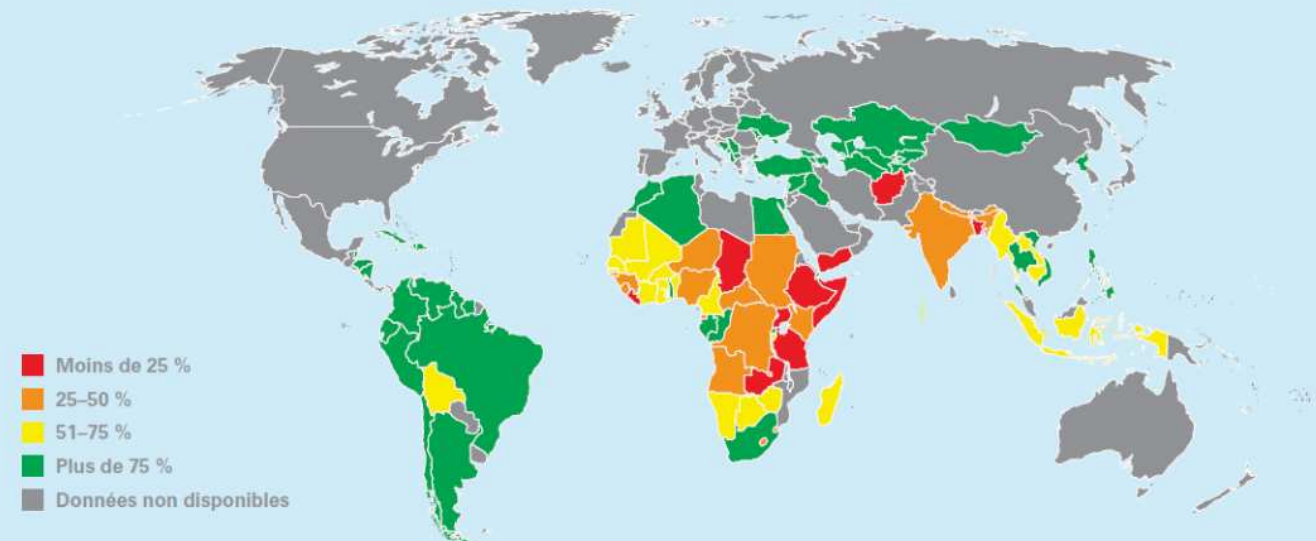 Moins de 25 %
25–50 %
51–75 %
Plus de 75 %
Données non disponibles